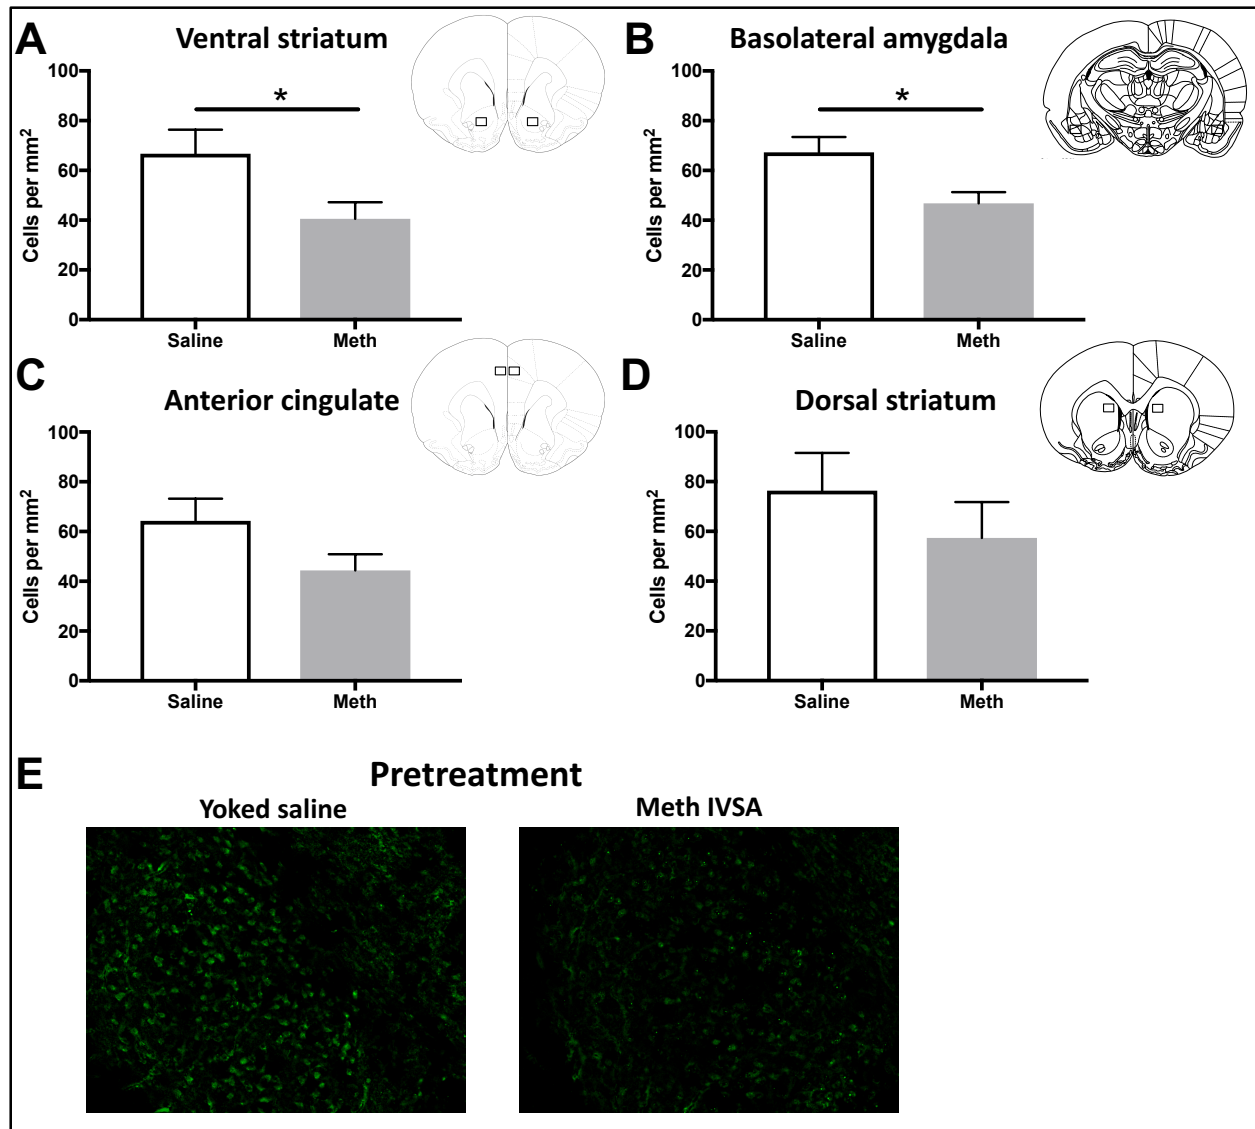 A
Ventral striatum
Cells per mm²
100
80
60
40
20
0
*
Saline Meth
B
Basolateral amygdala
Cells per mm²
100
80
60
40
20
0
*
Saline Meth
C
Anterior cingulate
Cells per mm²
100
80
60
40
20
0
Saline Meth
D
Dorsal striatum
Cells per mm²
100
80
60
40
20
0
Saline Meth
E
Pretreatment
Yoked saline Meth IVSA